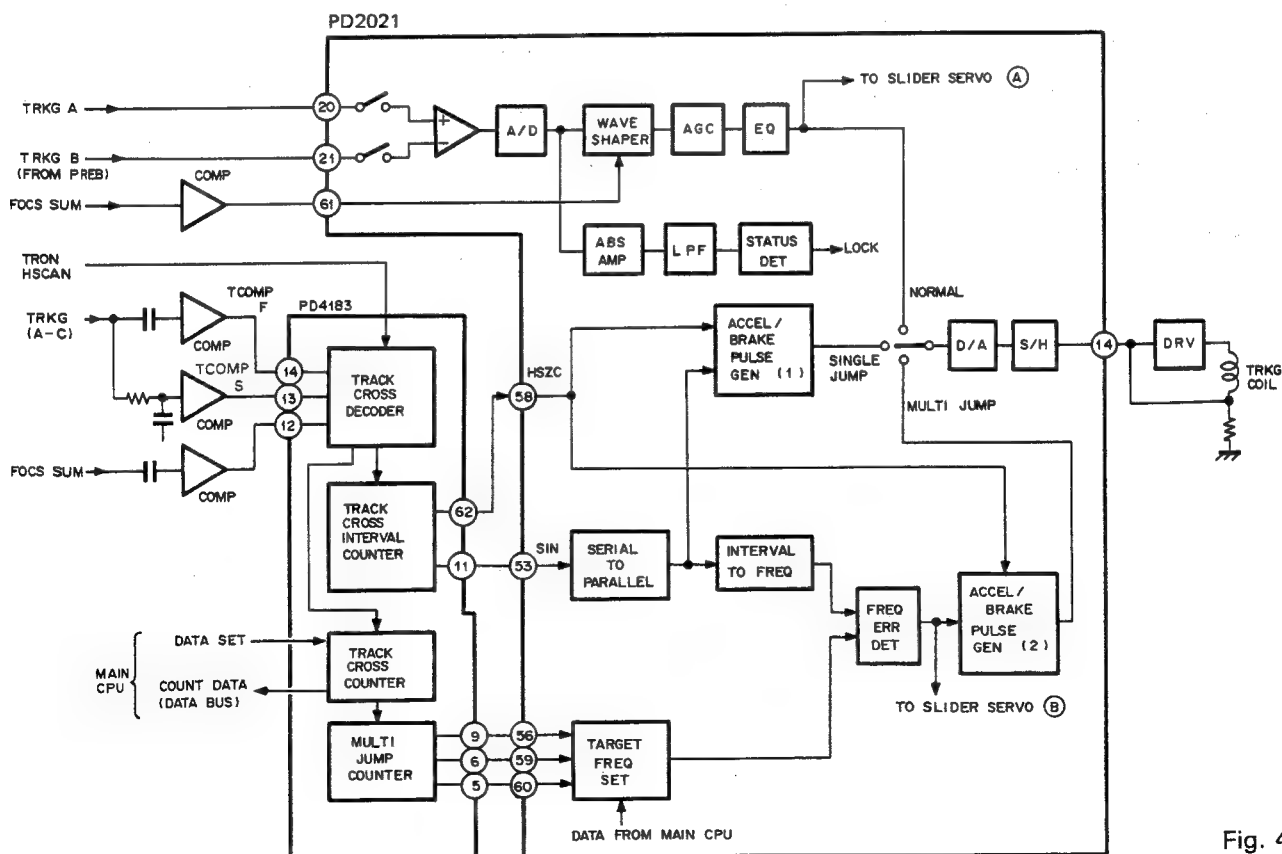 PD2021
TRKG A
20
A/D
WAVE
SHAPER
AGC
EQ
TO SLIDER SERVO A
TRKG B
(FROM PREB)
21
+
−
COMP
FOCS SUM
61
ABS
AMP
LPF
STATUS
DET
LOCK
TRON
HSCAN
TRKG
(A-C)
TCOMP
F
COMP
PD4183
14
TCOMP
S
COMP
13
12
FOCS SUM
COMP
TRACK
CROSS
DECODER
HSZC
58
ACCEL/
BRAKE
PULSE
GEN (1)
NORMAL
SINGLE
JUMP
MULTI JUMP
D/A
S/H
14
DRV
TRKG
COIL
TRACK
CROSS
INTERVAL
COUNTER
62
11
53
SIN
SERIAL
TO
PARALLEL
INTERVAL
TO FREQ
FREQ
ERR
DET
ACCEL/
BRAKE
PULSE
GEN (2)
TO SLIDER SERVO B
MAIN
CPU
DATA SET
COUNT DATA
(DATA BUS)
TRACK
CROSS
COUNTER
MULTI
JUMP
COUNTER
9
56
6
59
5
60
TARGET
FREQ
SET
DATA FROM MAIN CPU
Fig. 4